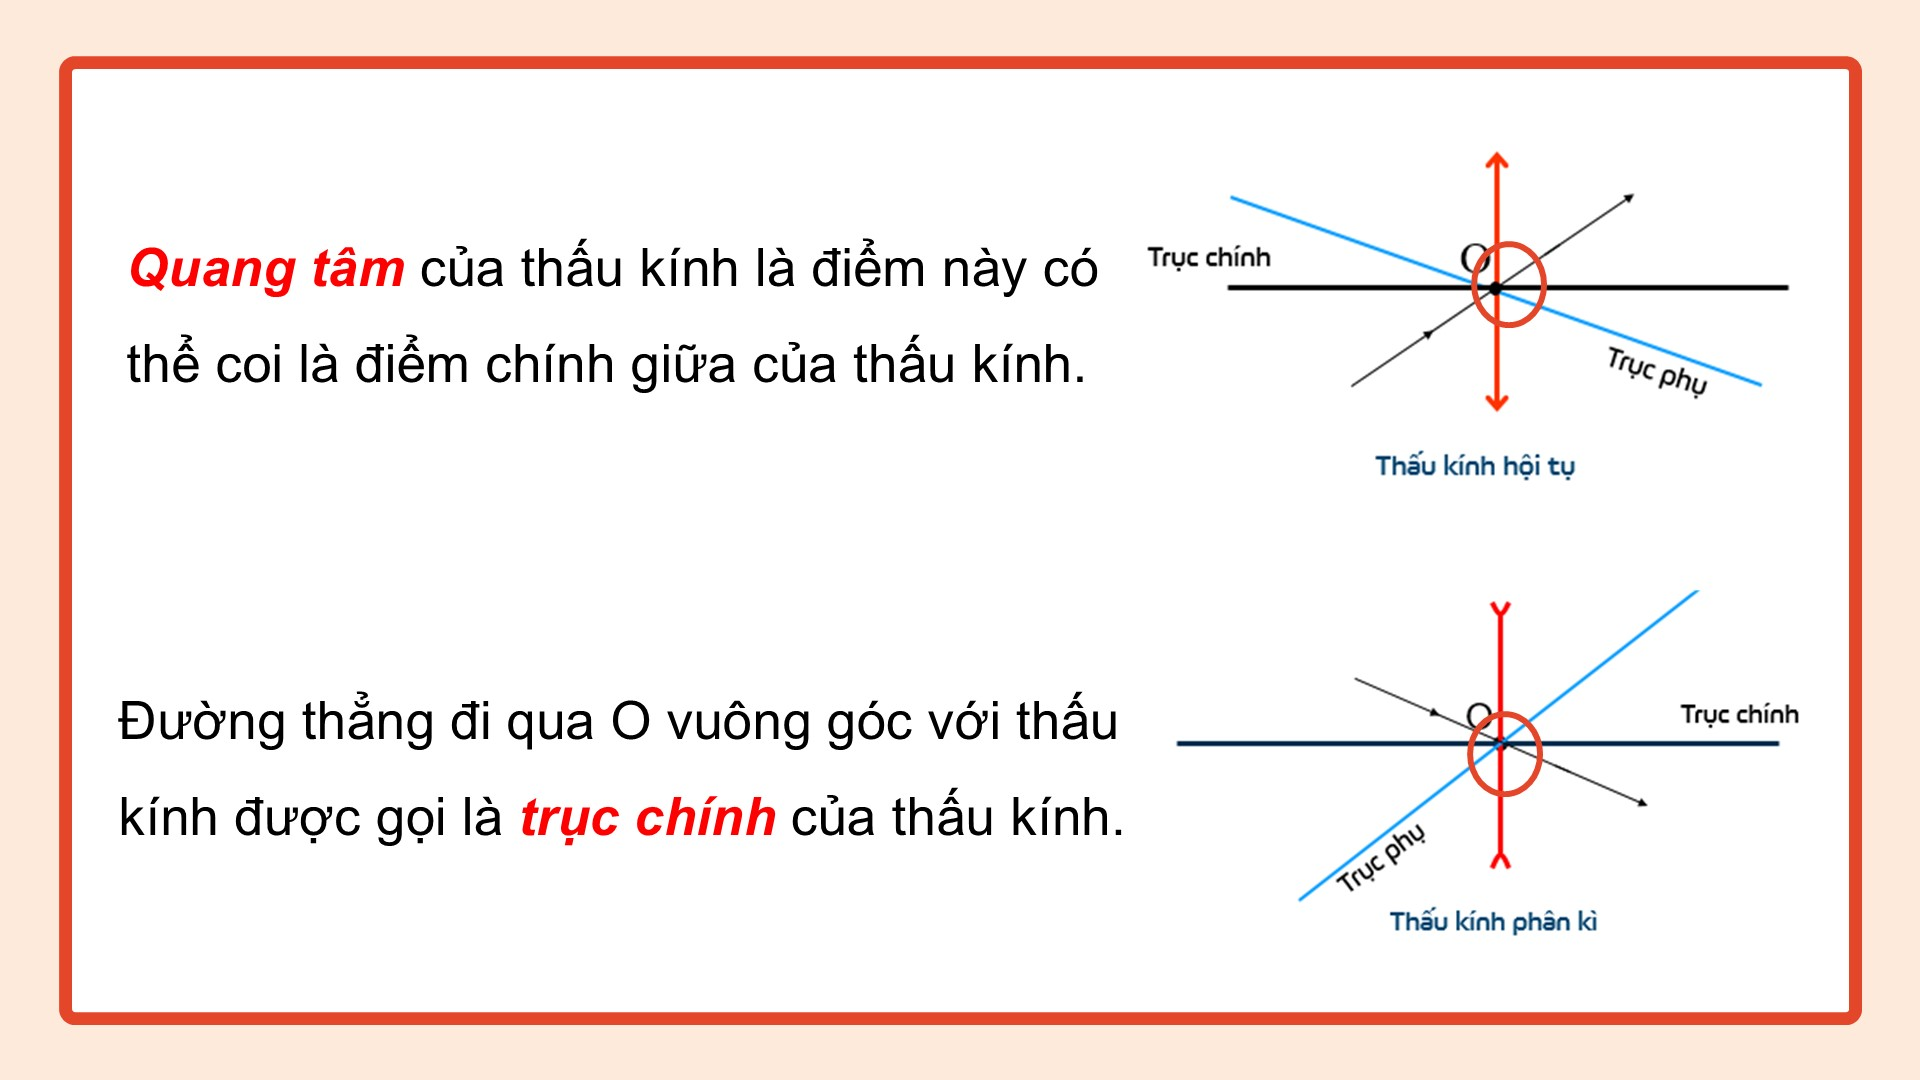 Quang tâm của thấu kính là điểm này có
thể coi là điểm chính giữa của thấu kính.
O
Trục chính
Trục phụ
Thấu kính hội tụ
Đường thẳng đi qua O vuông góc với thấu
kính được gọi là trục chính của thấu kính.
O
Trục chính
Trục phụ
Thấu kính phân kì